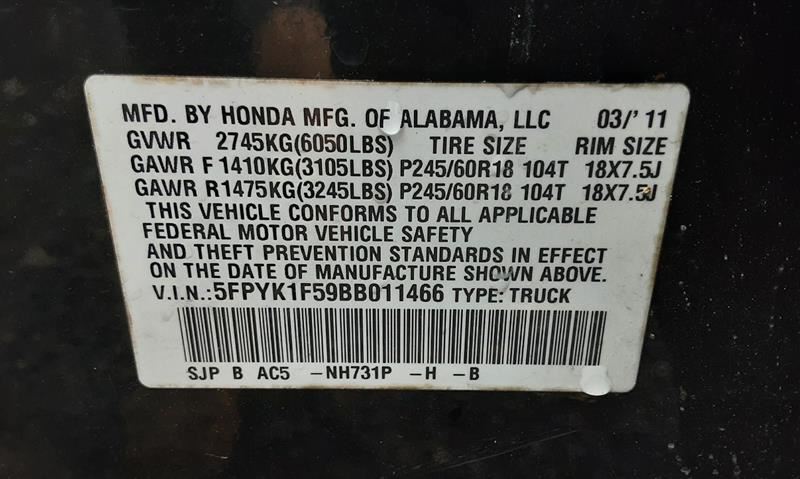 MFD. BY HONDA MFG. OF ALABAMA, LLC 03/'11
GVWR 2745KG(6050LBS) TIRE SIZE RIM SIZE
GAWR F 1410KG(3105LBS) P245/60R18 104T 18X7.5J
GAWR R1475KG(3245LBS) P245/60R18 104T 18X7.5J
THIS VEHICLE CONFORMS TO ALL APPLICABLE
FEDERAL MOTOR VEHICLE SAFETY
AND THEFT PREVENTION STANDARDS IN EFFECT
ON THE DATE OF MANUFACTURE SHOWN ABOVE.
V.I.N.:5FPYK1F59BB011466 TYPE: TRUCK
SJP B AC5 -NH731P -H -B